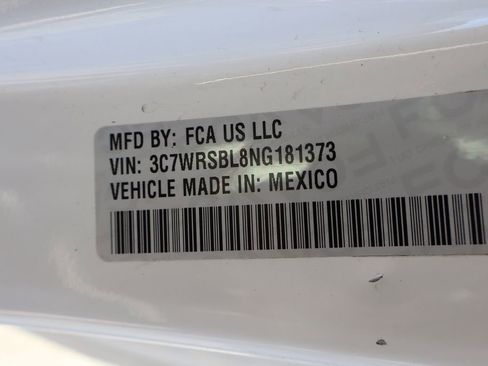 MFD BY: FCA US LLC
VIN: 3C7WRSBL8NG181373
VEHICLE MADE IN: MEXICO